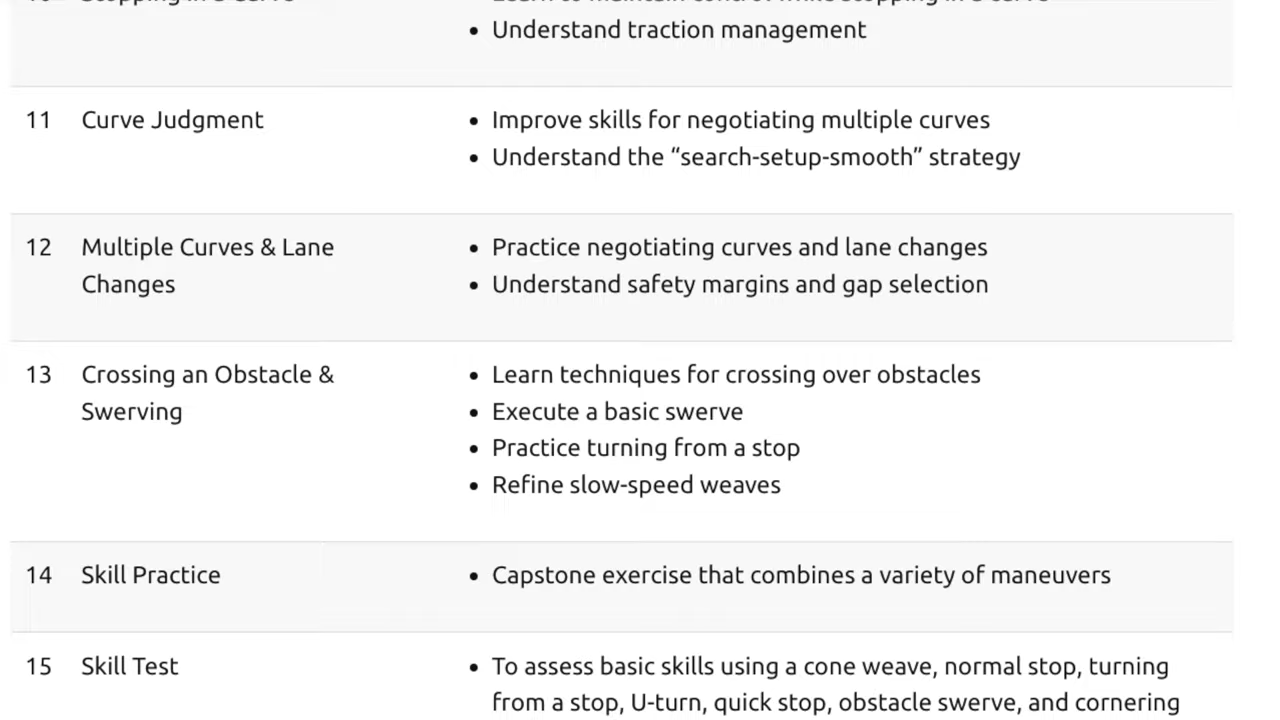 Understand traction management
11 Curve Judgment
Improve skills for negotiating multiple curves
Understand the “search-setup-smooth” strategy
12 Multiple Curves & Lane Changes
Practice negotiating curves and lane changes
Understand safety margins and gap selection
13 Crossing an Obstacle & Swerving
Learn techniques for crossing over obstacles
Execute a basic swerve
Practice turning from a stop
Refine slow-speed weaves
14 Skill Practice
Capstone exercise that combines a variety of maneuvers
15 Skill Test
To assess basic skills using a cone weave, normal stop, turning
from a stop, U-turn, quick stop, obstacle swerve, and cornering